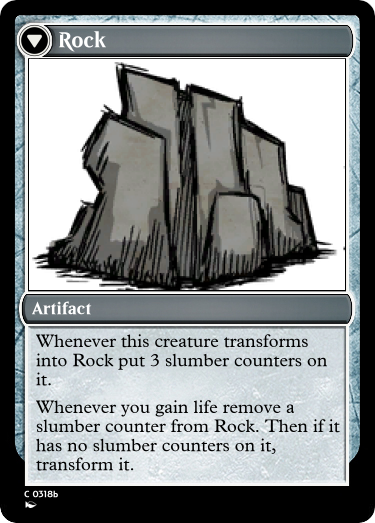 Rock
Artifact
Whenever this creature transforms
into Rock put 3 slumber counters on
it.
Whenever you gain life remove a
slumber counter from Rock. Then if it
has no slumber counters on it,
transform it.
C 0318b